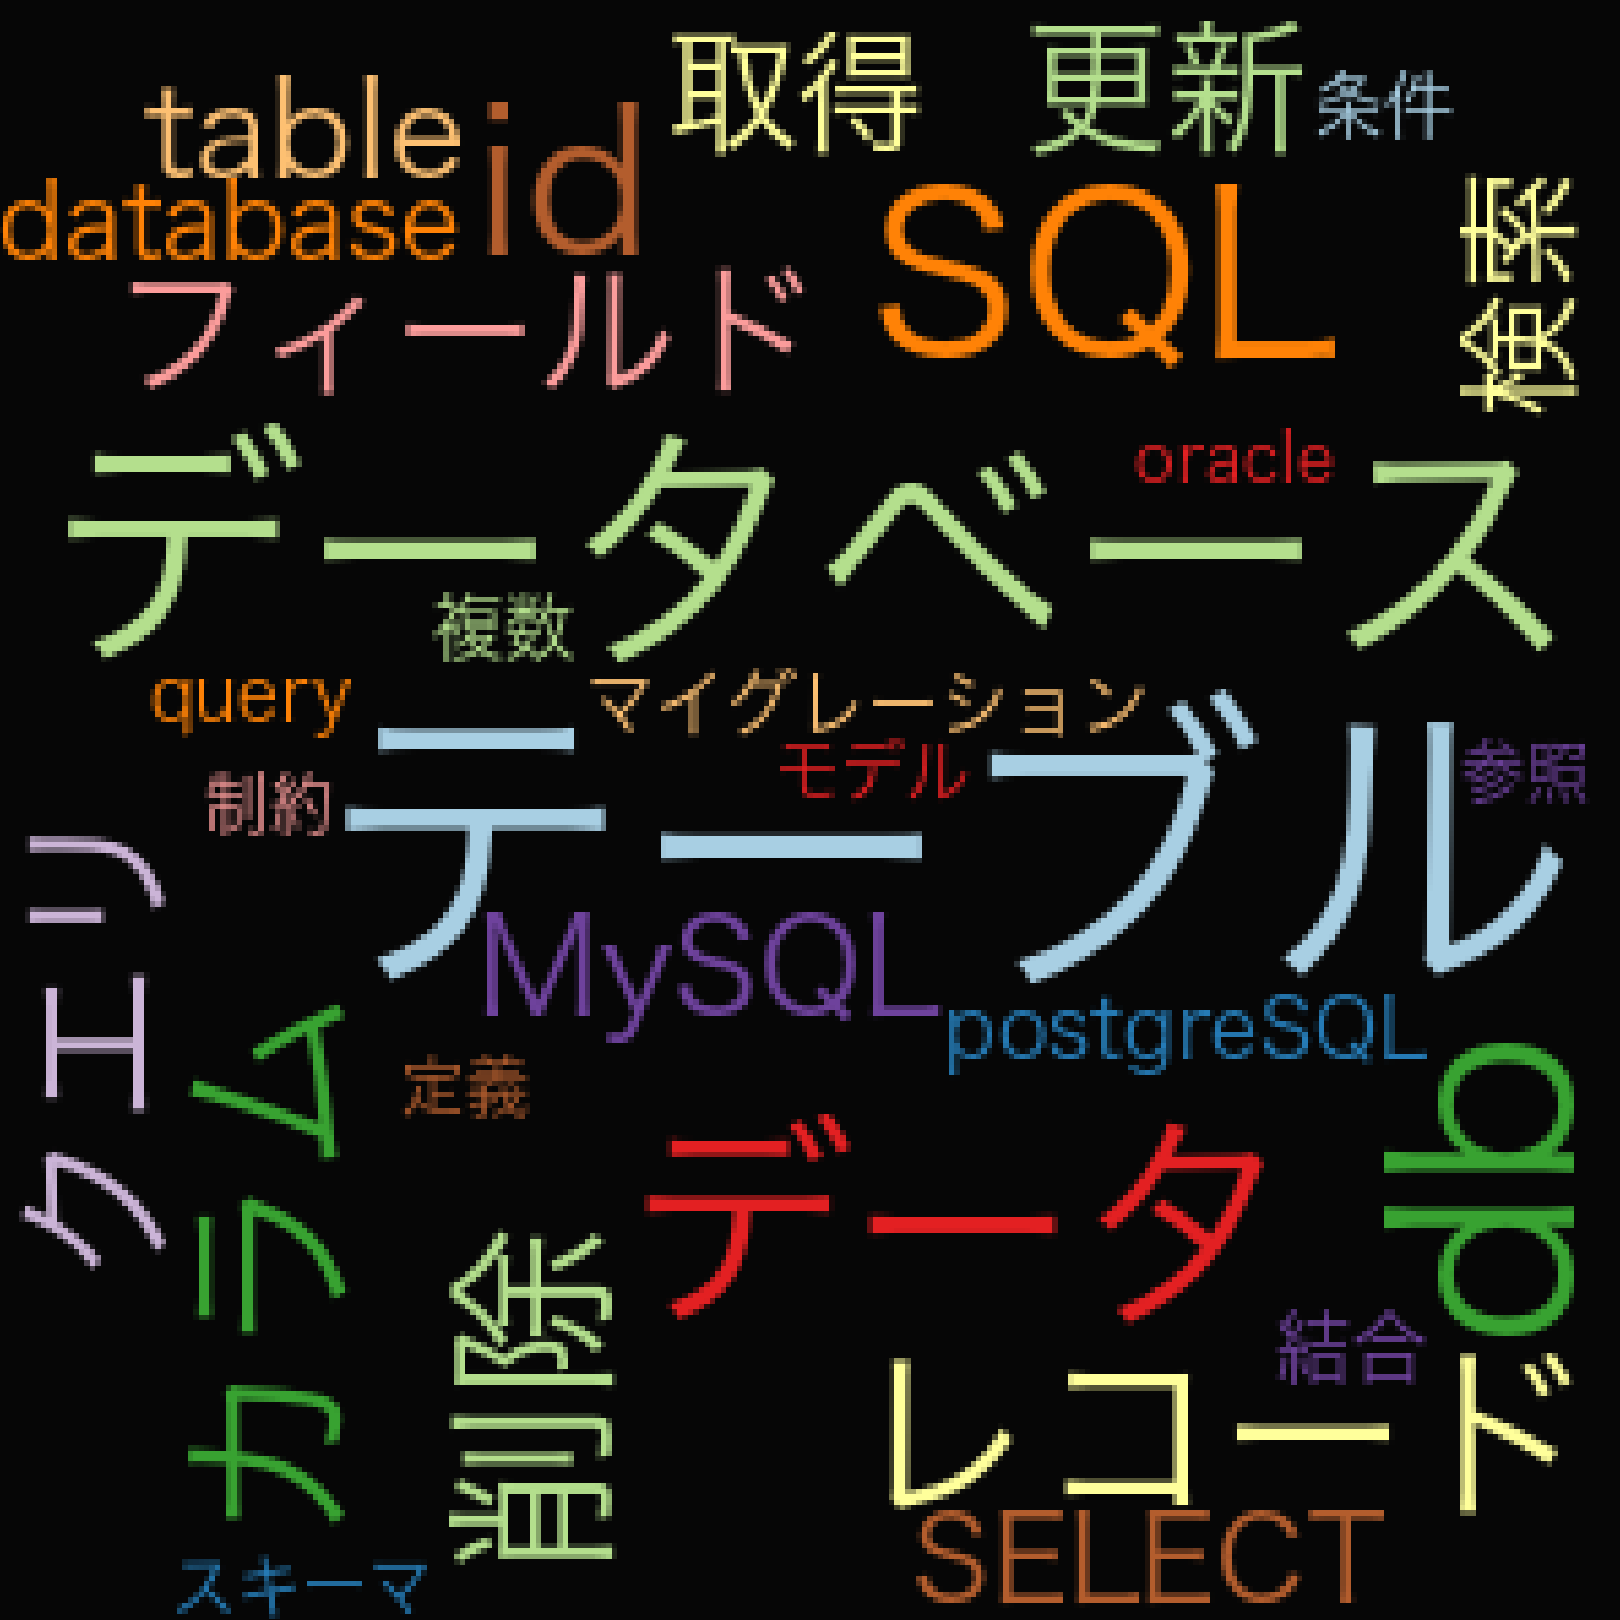 取得
更新
条件
table
id
database
SQL
検索
フィールド
oracle
データベース
複数
query
マイグレーション
モデル
テーブル
参照
制約
クエリ
MySQL
postgreSQL
カラム
定義
db
データ
削除
結合
レコード
SELECT
スキーマ